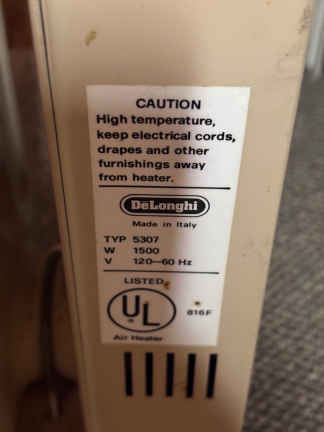 CAUTION
High temperature,
keep electrical cords,
drapes and other
furnishings away
from heater.
DeLonghi
Made in Italy
TYP 5307
W 1500
V 120-60 Hz
LISTED
UL
816F
Air Heater